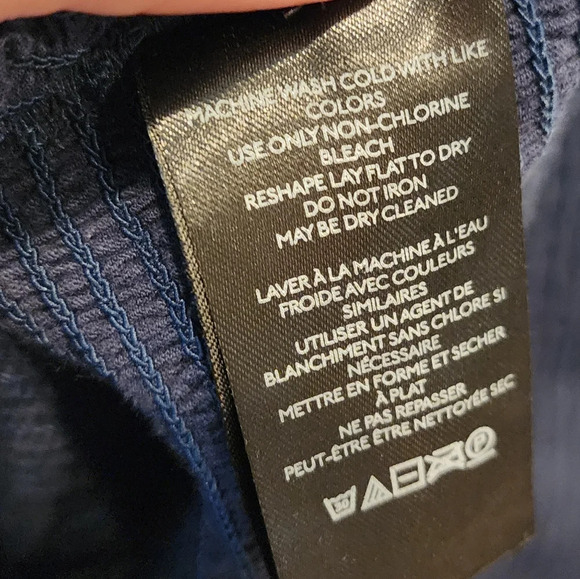 MACHINE WASH COLD WITH LIKE
COLORS
USE ONLY NON-CHLORINE
BLEACH
RESHAPE LAY FLAT TO DRY
DO NOT IRON
MAY BE DRY CLEANED
LAVER À LA MACHINE À L'EAU
FROIDE AVEC COULEURS
SIMILAIRES
UTILISER UN AGENT DE
BLANCHIMENT SANS CHLORE SI
NÉCESSAIRE
METTRE EN FORME ET SECHER
À PLAT
NE PAS REPASSER
PEUT-ÊTRE ÊTRE NETTOYÉE SEC
30 P